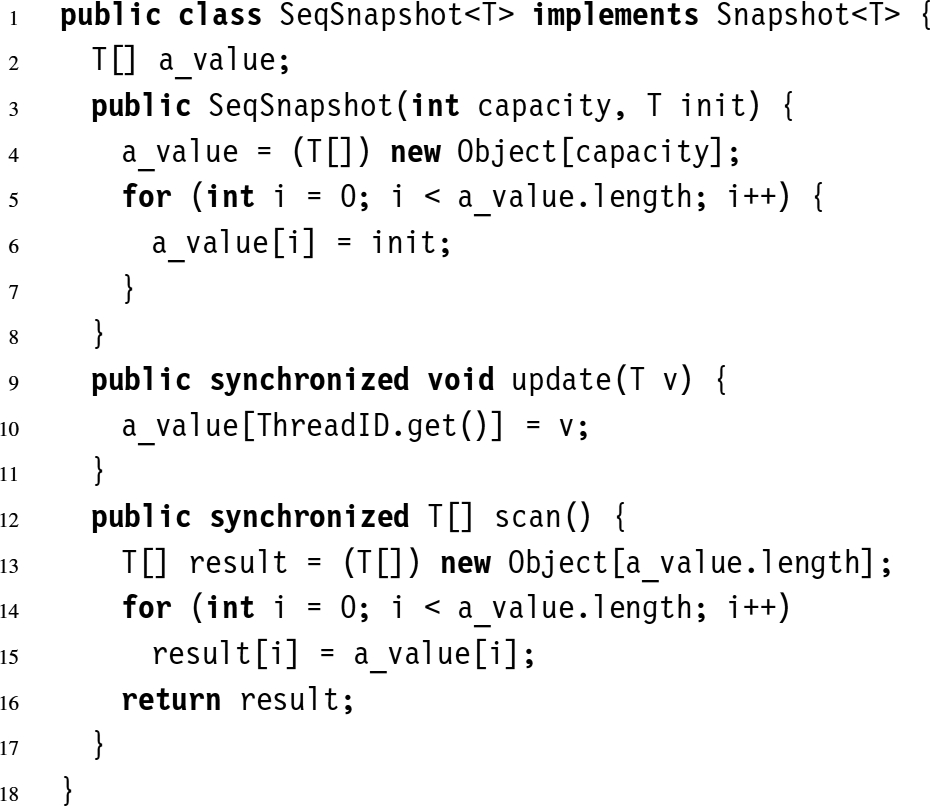 1 public class SeqSnapshot<T> implements Snapshot<T> {
2 T[] a_value;
3 public SeqSnapshot(int capacity, T init) {
4 a_value = (T[]) new Object[capacity];
5 for (int i = 0; i < a_value.length; i++) {
6 a_value[i] = init;
7 }
8 }
9 public synchronized void update(T v) {
10 a_value[ThreadID.get()] = v;
11 }
12 public synchronized T[] scan() {
13 T[] result = (T[]) new Object[a_value.length];
14 for (int i = 0; i < a_value.length; i++)
15 result[i] = a_value[i];
16 return result;
17 }
18 }